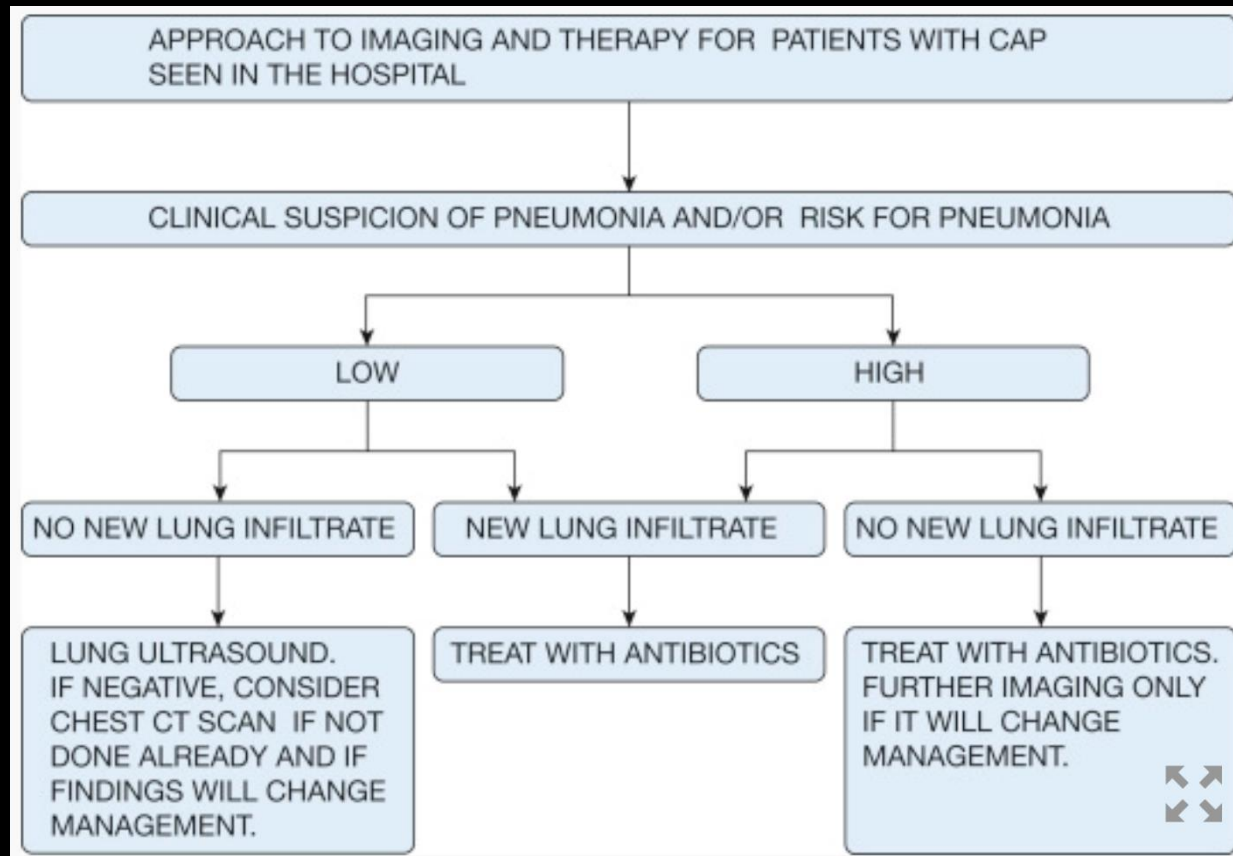 APPROACH TO IMAGING AND THERAPY FOR PATIENTS WITH CAP
SEEN IN THE HOSPITAL
CLINICAL SUSPICION OF PNEUMONIA AND/OR RISK FOR PNEUMONIA
LOW
HIGH
NO NEW LUNG INFILTRATE
NEW LUNG INFILTRATE
NO NEW LUNG INFILTRATE
LUNG ULTRASOUND.
IF NEGATIVE, CONSIDER
CHEST CT SCAN IF NOT
DONE ALREADY AND IF
FINDINGS WILL CHANGE
MANAGEMENT.
TREAT WITH ANTIBIOTICS
TREAT WITH ANTIBIOTICS.
FURTHER IMAGING ONLY
IF IT WILL CHANGE
MANAGEMENT.